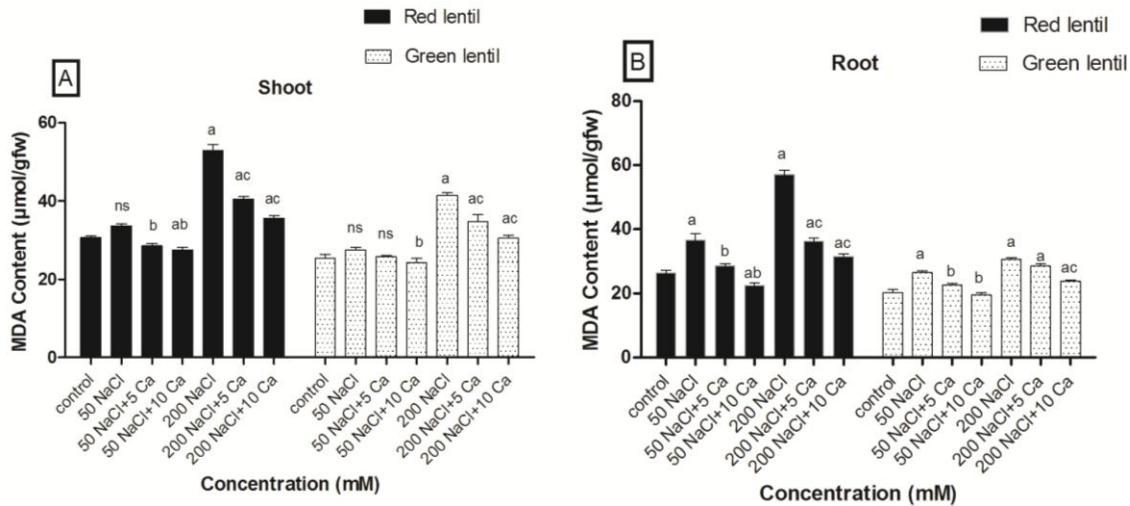 Red lentil
Green lentil
A
Shoot
MDA Content (µmol/gfw)
60
40
20
0
ns
b
ab
a
ac
ac
ns
ns
b
a
ac
ac
control
50 NaCl
50 NaCl+5 Ca
50 NaCl+10 Ca
200 NaCl
200 NaCl+5 Ca
200 NaCl+10 Ca
control
50 NaCl
50 NaCl+5 Ca
50 NaCl+10 Ca
200 NaCl
200 NaCl+5 Ca
200 NaCl+10 Ca
Concentration (mM)
Red lentil
Green lentil
B
Root
MDA Content (µmol/gfw)
80
60
40
20
0
a
b
ab
a
ac
ac
a
b
b
a
a
ac
control
50 NaCl
50 NaCl+5 Ca
50 NaCl+10 Ca
200 NaCl
200 NaCl+5 Ca
200 NaCl+10 Ca
control
50 NaCl
50 NaCl+5 Ca
50 NaCl+10 Ca
200 NaCl
200 NaCl+5 Ca
200 NaCl+10 Ca
Concentration (mM)